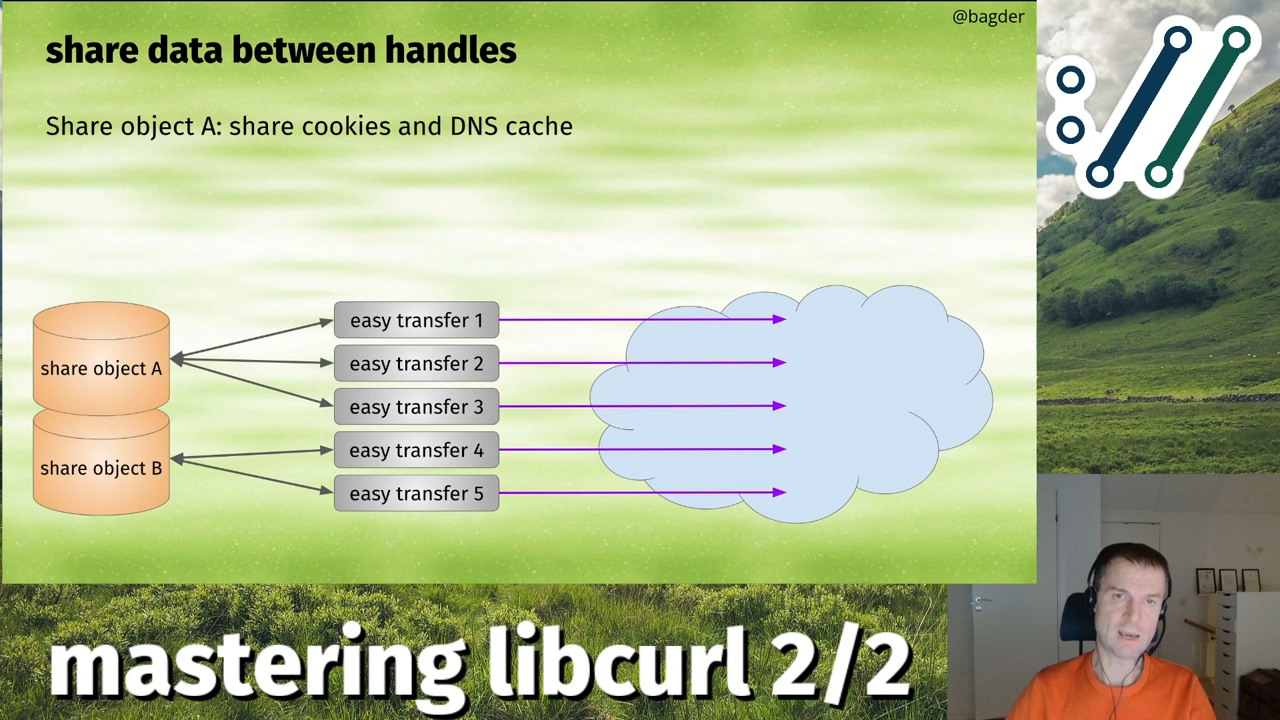 @bagder
share data between handles
Share object A: share cookies and DNS cache
share object A
share object B
easy transfer 1
easy transfer 2
easy transfer 3
easy transfer 4
easy transfer 5
mastering libcurl 2/2